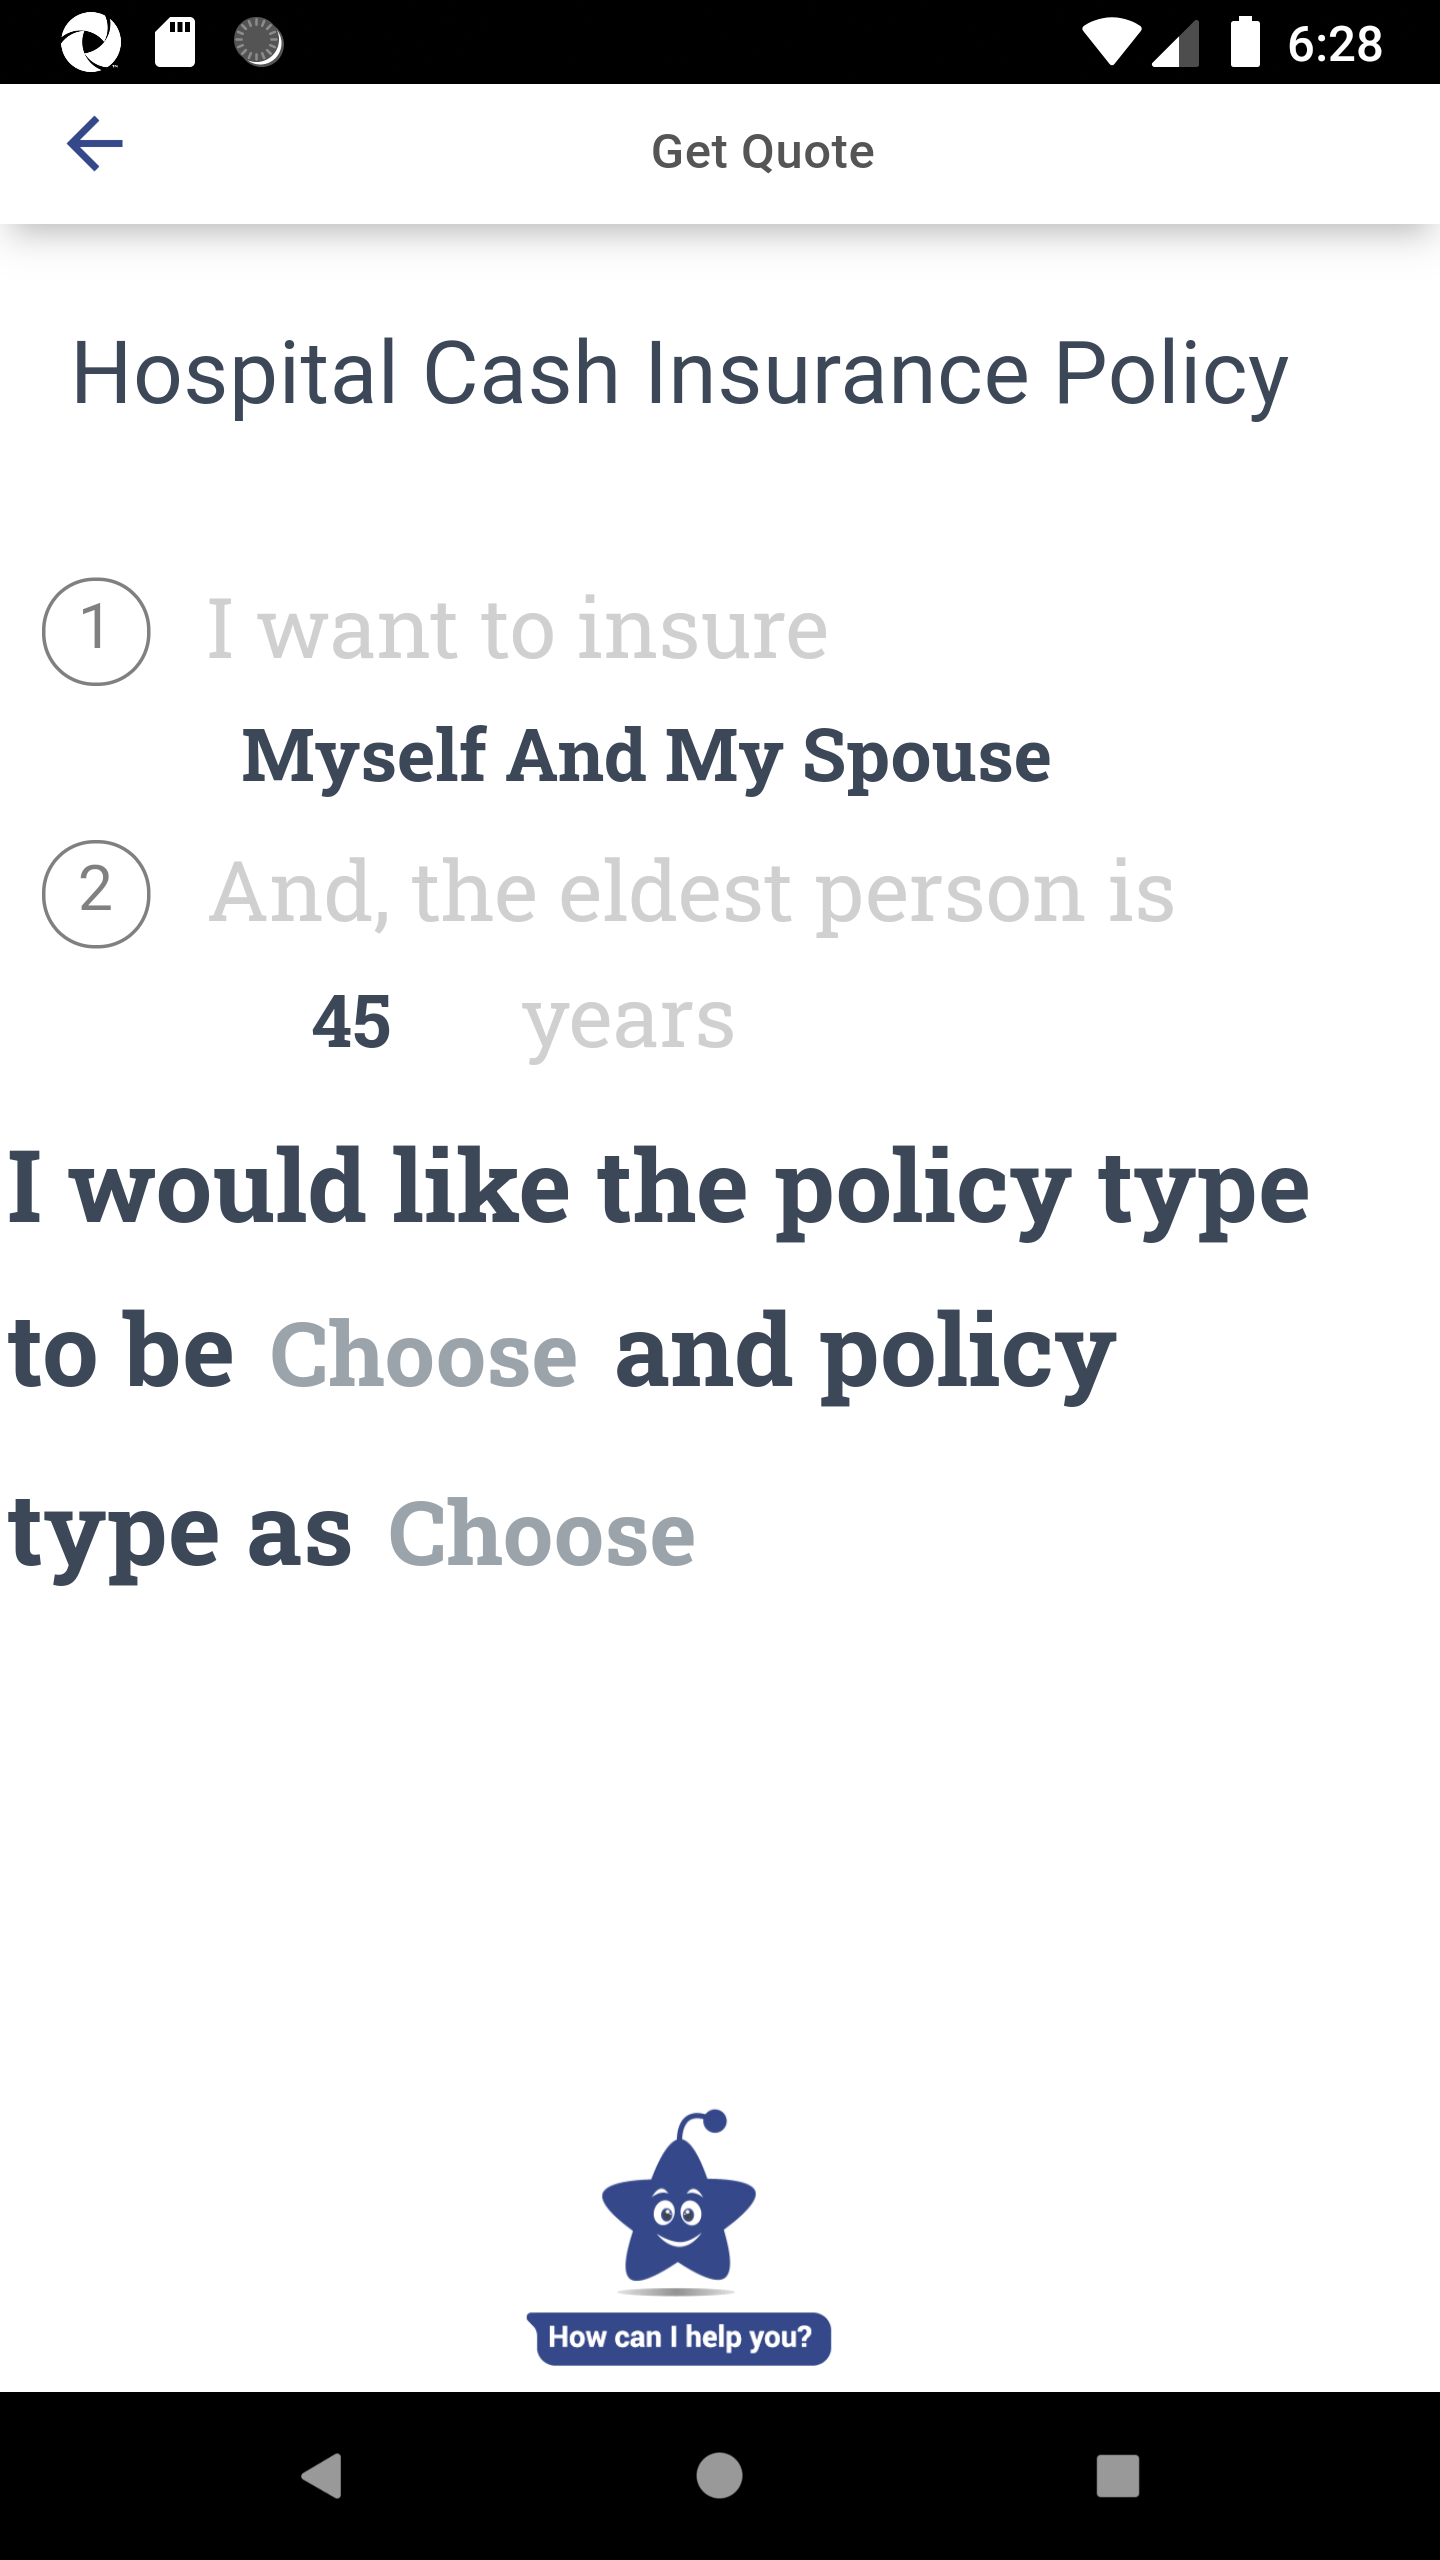 6:28
Get Quote
Hospital Cash Insurance Policy
1 I want to insure
Myself And My Spouse
2 And, the eldest person is
45 years
I would like the policy type
to be Choose and policy
type as Choose
How can I help you?